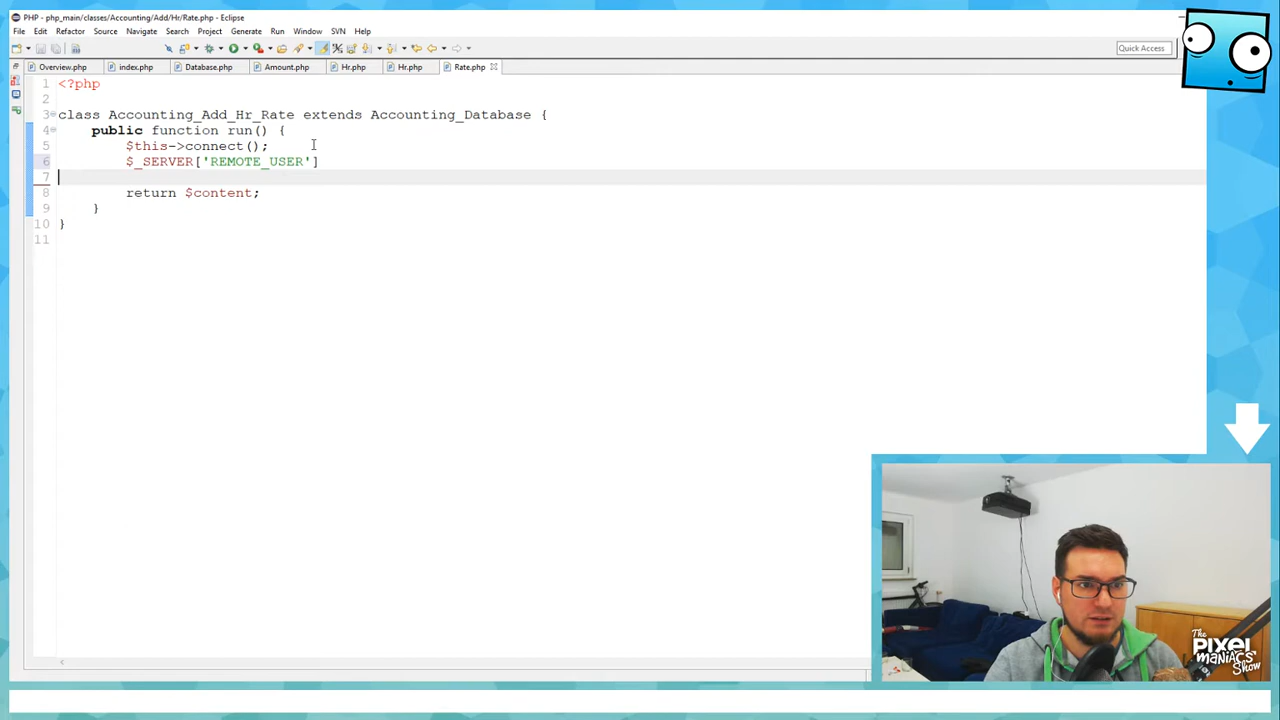 PHP - php_main/classes/Accounting/Add/Hr/Rate.php - Eclipse
File Edit Refactor Source Navigate Search Project Generate Run Window SVN Help
Quick Access
Overview.php index.php Database.php Amount.php Hr.php Hr.php Rate.php
1 <?php
2
3 class Accounting_Add_Hr_Rate extends Accounting_Database {
4 public function run() {
5 $this->connect();
6 $_SERVER['REMOTE_USER']
7
8 return $content;
9 }
10 }
11
The PiXEL MANiACS Show